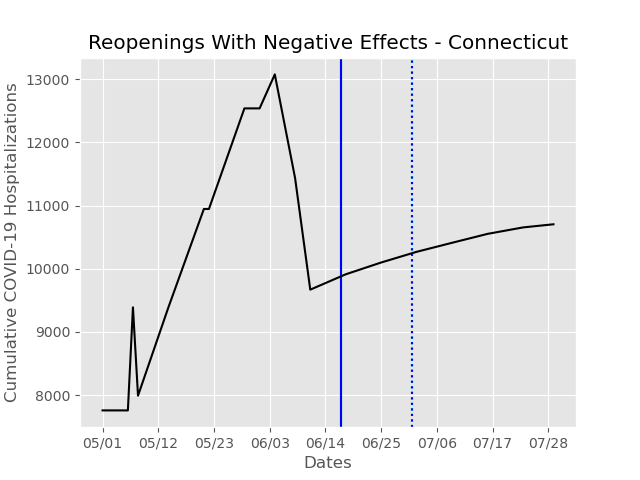 Reopenings With Negative Effects - Connecticut
Cumulative COVID-19 Hospitalizations
13000
12000
11000
10000
9000
8000
05/01 05/12 05/23 06/03 06/14 06/25 07/06 07/17 07/28
Dates